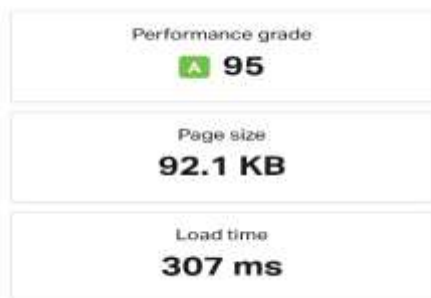 Performance grade
A 95
Page size
92.1 KB
Load time
307 ms